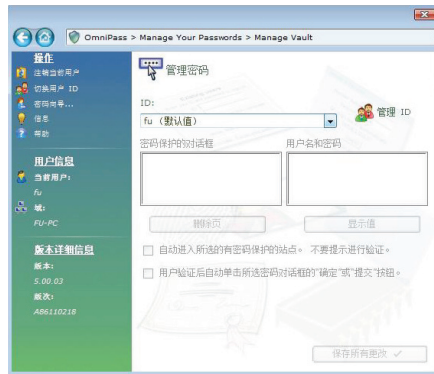 OmniPass > Manage Your Passwords > Manage Vault
操作
注销当前用户
切换用户 ID
密码向导...
信息
帮助
用户信息
当前用户:
fu
域:
FU-PC
版本详细信息
版本:
5.00.03
版次:
AB6110218
管理密码
ID:
fu (默认值)
管理 ID
密码保护的对话框
用户名和密码
删除页
显示值
自动进入所选的有密码保护的站点。 不要提示进行验证。
用户验证后自动单击所选密码对话框的“确定”或“提交”按钮。
保存所有更改